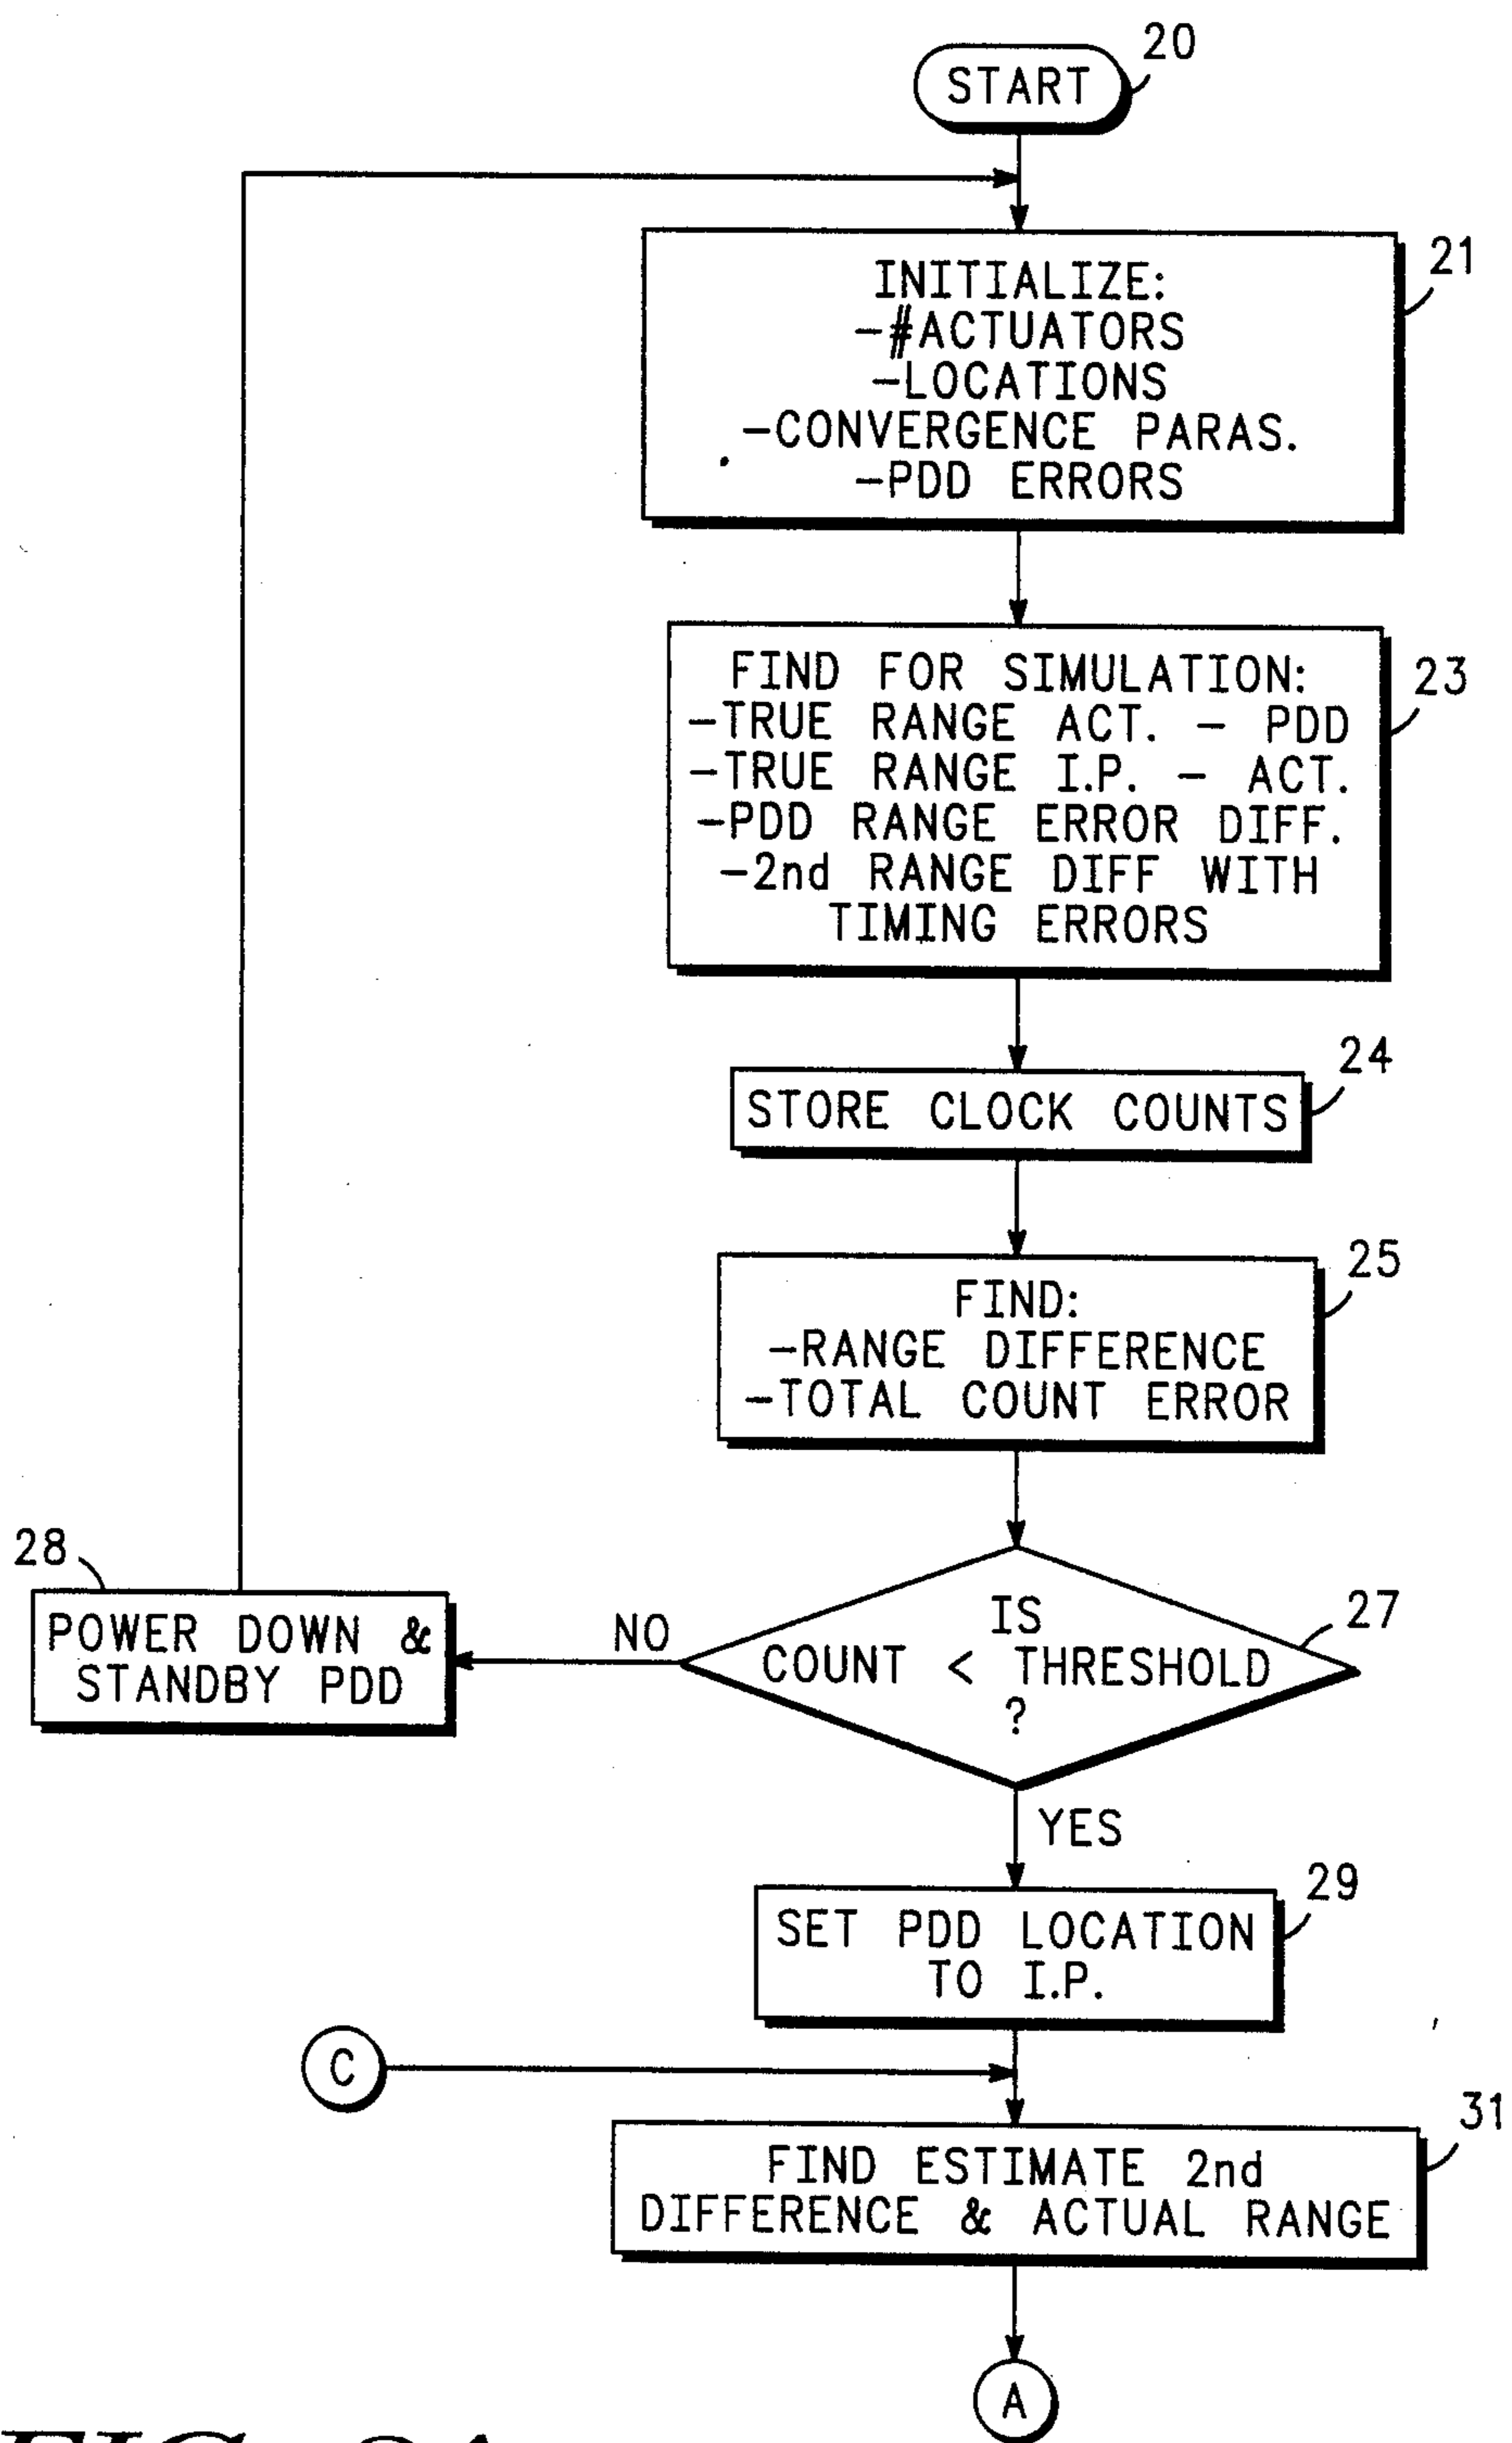 START
20
INITIALIZE:
-#ACTUATORS
-LOCATIONS
-CONVERGENCE PARAS.
-PDD ERRORS
21
FIND FOR SIMULATION:
-TRUE RANGE ACT. - PDD
-TRUE RANGE I.P. - ACT.
-PDD RANGE ERROR DIFF.
-2nd RANGE DIFF WITH
TIMING ERRORS
23
STORE CLOCK COUNTS
24
FIND:
-RANGE DIFFERENCE
-TOTAL COUNT ERROR
25
IS
COUNT < THRESHOLD
?
27
NO
28
POWER DOWN &
STANDBY PDD
YES
SET PDD LOCATION
TO I.P.
29
C
FIND ESTIMATE 2nd
DIFFERENCE & ACTUAL RANGE
31
A